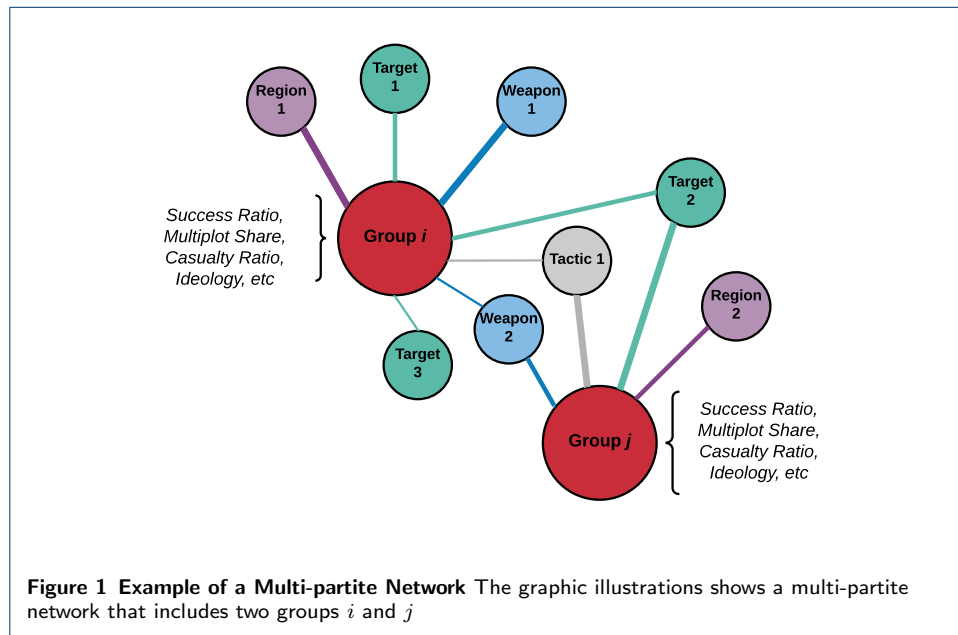 Region
1
Target
1
Weapon
1
Target
2
Success Ratio,
Multiplot Share,
Casualty Ratio,
Ideology, etc
Group i
Tactic 1
Region
2
Weapon
2
Target
3
Group j
Success Ratio,
Multiplot Share,
Casualty Ratio,
Ideology, etc
Figure 1 Example of a Multi-partite Network The graphic illustrations shows a multi-partite
network that includes two groups i and j